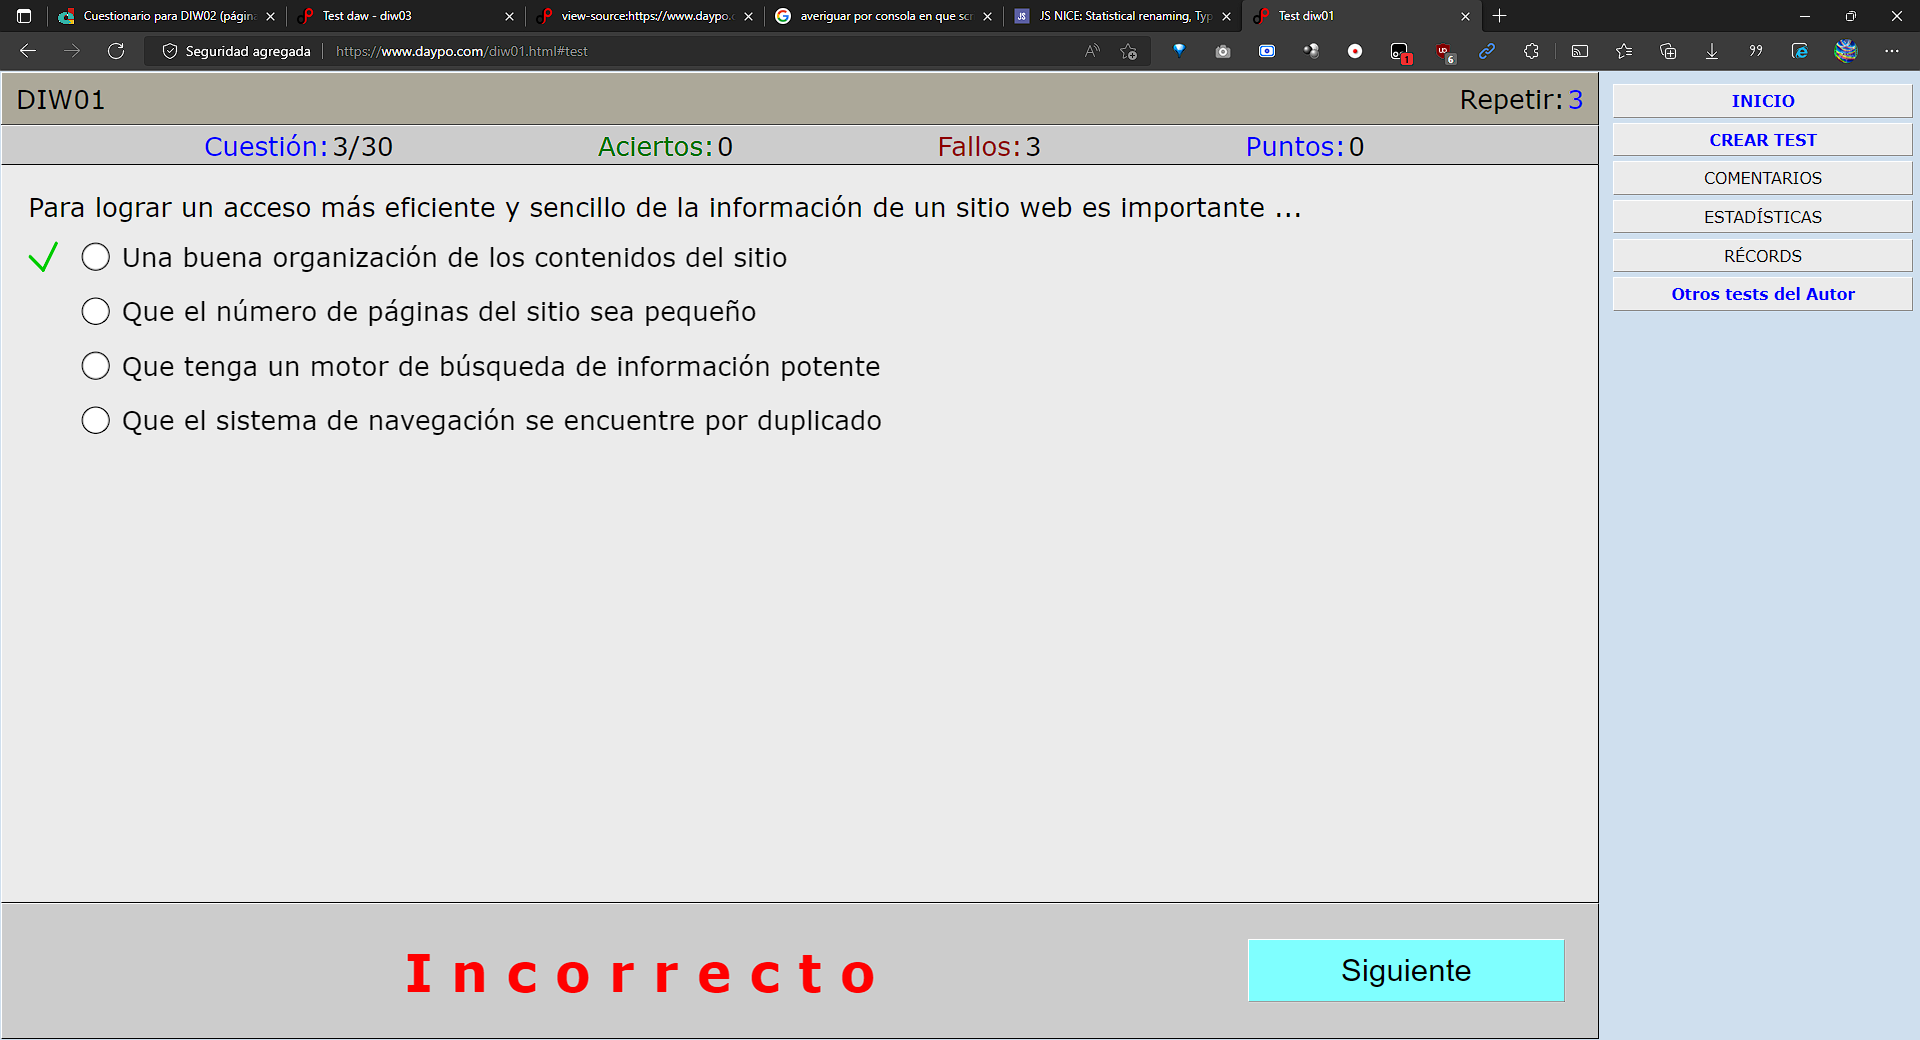 Cuestionario para DIW02 (págin
Test daw - diw03
view-source:https://www.daypo.c
averiguar por consola en que scr
JS
JS NICE: Statistical renaming, Typ
Test diw01
Seguridad agregada
https://www.daypo.com/diw01.html#test
1
6
DIW01
Repetir: 3
Cuestión: 3/30
Aciertos: 0
Fallos: 3
Puntos: 0
Para lograr un acceso más eficiente y sencillo de la información de un sitio web es importante ...
Una buena organización de los contenidos del sitio
Que el número de páginas del sitio sea pequeño
Que tenga un motor de búsqueda de información potente
Que el sistema de navegación se encuentre por duplicado
Incorrecto
Siguiente
INICIO
CREAR TEST
COMENTARIOS
ESTADÍSTICAS
RÉCORDS
Otros tests del Autor